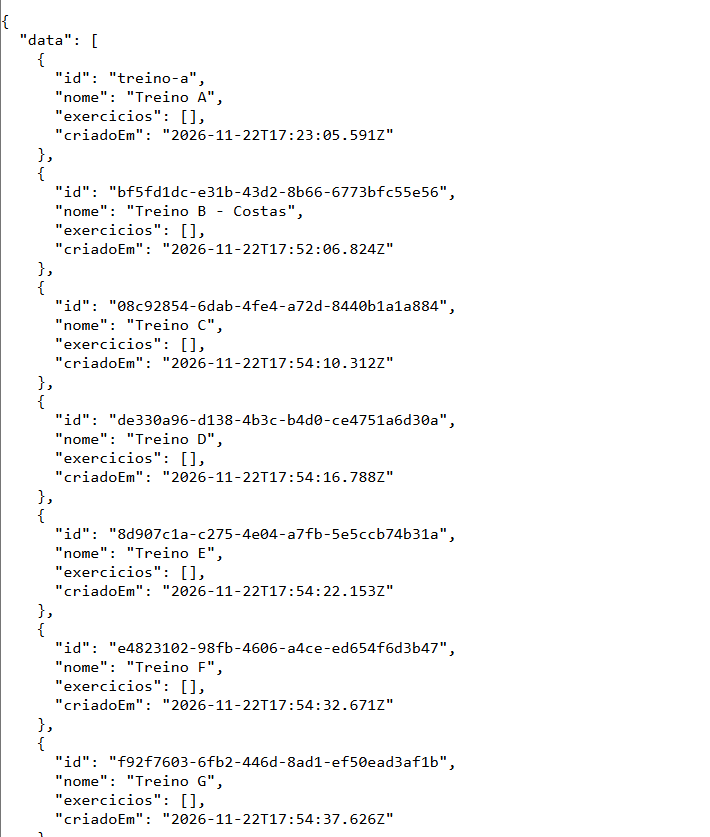 {
  "data": [
    {
      "id": "treino-a",
      "nome": "Treino A",
      "exercicios": [],
      "criadoEm": "2026-11-22T17:23:05.591Z"
    },
    {
      "id": "bf5fd1dc-e31b-43d2-8b66-6773bfc55e56",
      "nome": "Treino B - Costas",
      "exercicios": [],
      "criadoEm": "2026-11-22T17:52:06.824Z"
    },
    {
      "id": "08c92854-6dab-4fe4-a72d-8440b1a1a884",
      "nome": "Treino C",
      "exercicios": [],
      "criadoEm": "2026-11-22T17:54:10.312Z"
    },
    {
      "id": "de330a96-d138-4b3c-b4d0-ce4751a6d30a",
      "nome": "Treino D",
      "exercicios": [],
      "criadoEm": "2026-11-22T17:54:16.788Z"
    },
    {
      "id": "8d907c1a-c275-4e04-a7fb-5e5ccb74b31a",
      "nome": "Treino E",
      "exercicios": [],
      "criadoEm": "2026-11-22T17:54:22.153Z"
    },
    {
      "id": "e4823102-98fb-4606-a4ce-ed654f6d3b47",
      "nome": "Treino F",
      "exercicios": [],
      "criadoEm": "2026-11-22T17:54:32.671Z"
    },
    {
      "id": "f92f7603-6fb2-446d-8ad1-ef50ead3af1b",
      "nome": "Treino G",
      "exercicios": [],
      "criadoEm": "2026-11-22T17:54:37.626Z"